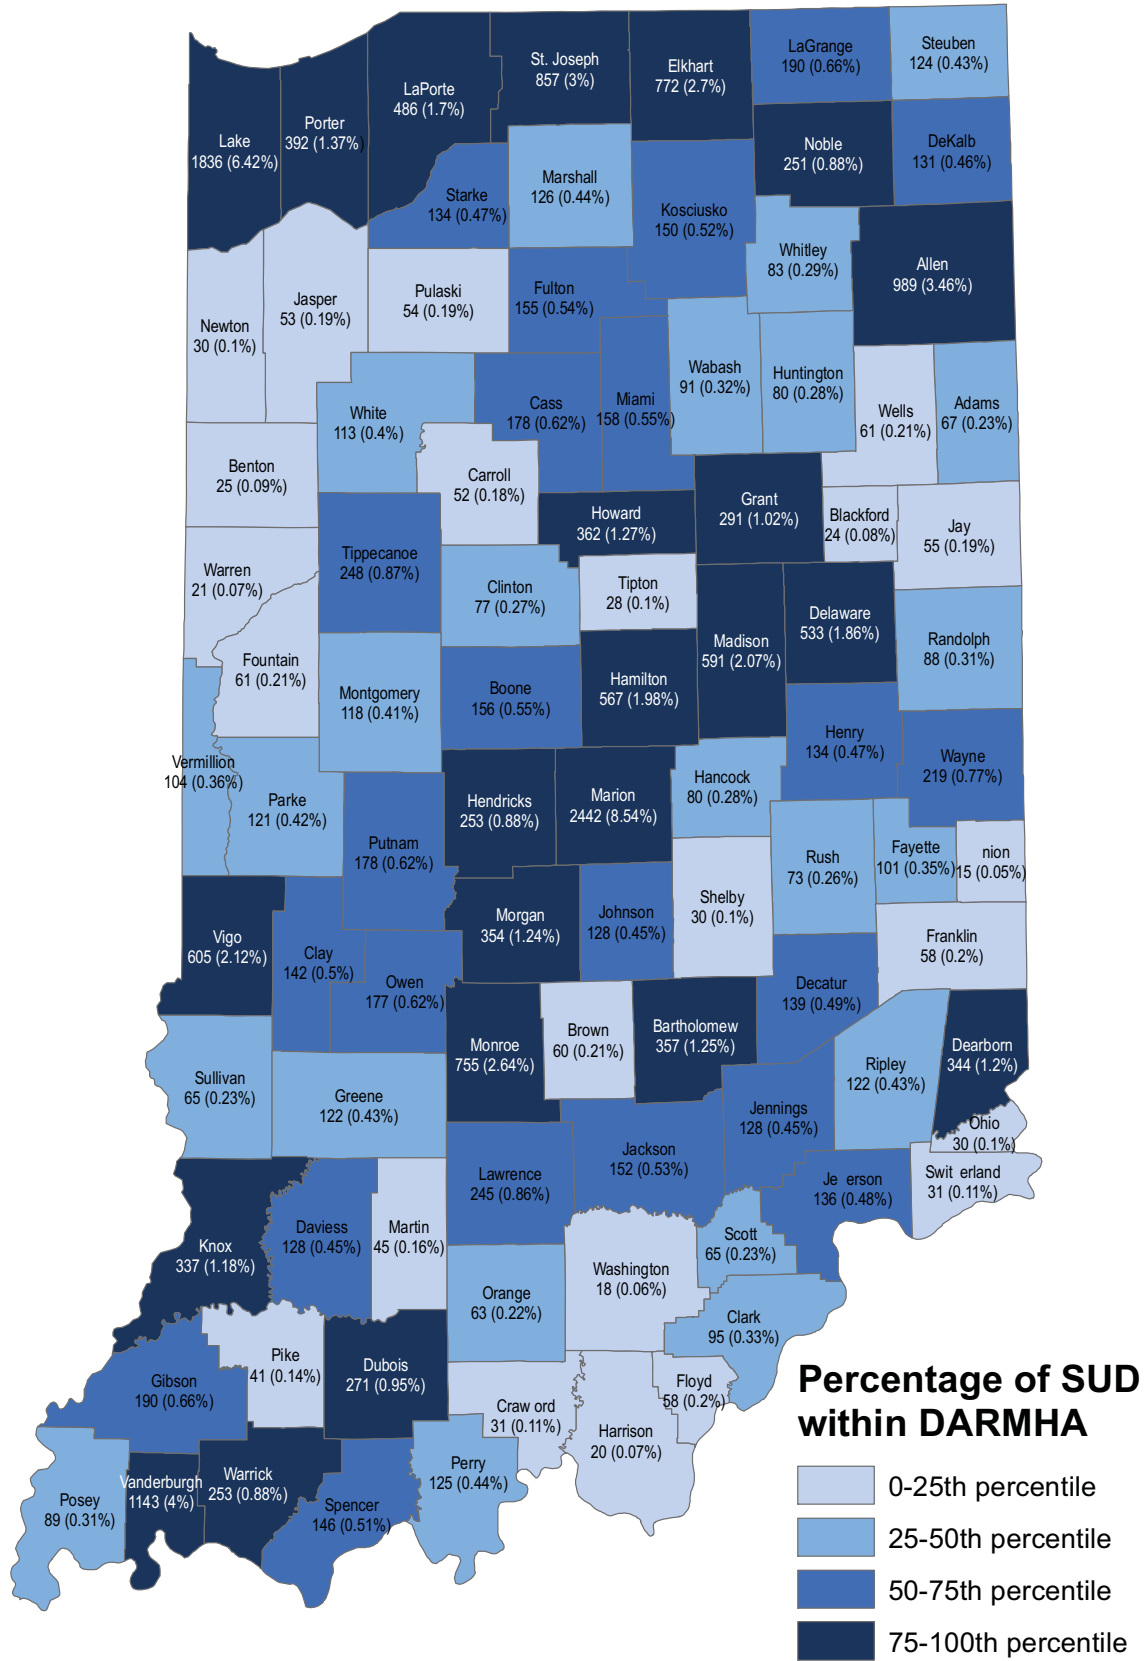 LaGrange
190 (0.66%)
Steuben
124 (0.43%)
St. Joseph
857 (3%)
Elkhart
772 (2.7%)
LaPorte
486 (1.7%)
Porter
392 (1.37%)
Lake
1836 (6.42%)
Noble
251 (0.88%)
DeKalb
131 (0.46%)
Marshall
126 (0.44%)
Starke
134 (0.47%)
Kosciusko
150 (0.52%)
Whitley
83 (0.29%)
Allen
989 (3.46%)
Jasper
53 (0.19%)
Pulaski
54 (0.19%)
Fulton
155 (0.54%)
Newton
30 (0.1%)
Wabash
91 (0.32%)
Huntington
80 (0.28%)
Miami
158 (0.55%)
Cass
178 (0.62%)
White
113 (0.4%)
Wells
61 (0.21%)
Adams
67 (0.23%)
Benton
25 (0.09%)
Carroll
52 (0.18%)
Howard
362 (1.27%)
Grant
291 (1.02%)
Blackford
24 (0.08%)
Jay
55 (0.19%)
Tippecanoe
248 (0.87%)
Warren
21 (0.07%)
Clinton
77 (0.27%)
Tipton
28 (0.1%)
Delaware
533 (1.86%)
Madison
591 (2.07%)
Randolph
88 (0.31%)
Fountain
61 (0.21%)
Montgomery
118 (0.41%)
Boone
156 (0.55%)
Hamilton
567 (1.98%)
Henry
134 (0.47%)
Wayne
219 (0.77%)
Vermillion
104 (0.36%)
Parke
121 (0.42%)
Hendricks
253 (0.88%)
Marion
2442 (8.54%)
Hancock
80 (0.28%)
Putnam
178 (0.62%)
Rush
73 (0.26%)
Fayette
101 (0.35%)
nion
15 (0.05%)
Shelby
30 (0.1%)
Morgan
354 (1.24%)
Johnson
128 (0.45%)
Vigo
605 (2.12%)
Clay
142 (0.5%)
Owen
177 (0.62%)
Franklin
58 (0.2%)
Decatur
139 (0.49%)
Monroe
755 (2.64%)
Brown
60 (0.21%)
Bartholomew
357 (1.25%)
Dearborn
344 (1.2%)
Ripley
122 (0.43%)
Sullivan
65 (0.23%)
Greene
122 (0.43%)
Jennings
128 (0.45%)
Ohio
30 (0.1%)
Jackson
152 (0.53%)
Lawrence
245 (0.86%)
Je erson
136 (0.48%)
Swit erland
31 (0.11%)
Knox
337 (1.18%)
Daviess
128 (0.45%)
Martin
45 (0.16%)
Scott
65 (0.23%)
Washington
18 (0.06%)
Orange
63 (0.22%)
Clark
95 (0.33%)
Pike
41 (0.14%)
Dubois
271 (0.95%)
Gibson
190 (0.66%)
Floyd
58 (0.2%)
Craw ord
31 (0.11%)
Harrison
20 (0.07%)
Perry
125 (0.44%)
Warrick
253 (0.88%)
Vanderburgh
1143 (4%)
Posey
89 (0.31%)
Spencer
146 (0.51%)
Percentage of SUD
within DARMHA
0-25th percentile
25-50th percentile
50-75th percentile
75-100th percentile